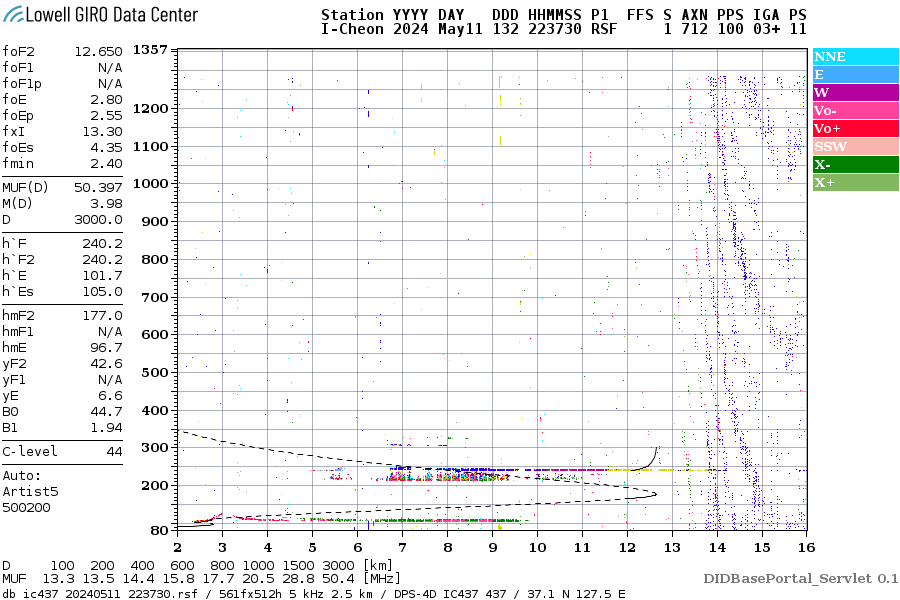 Lowell GIRO Data Center
Station YYYY DAY DDD HHMMSS P1 FFS S AXN PPS IGA PS
I-Cheon 2024 May11 132 223730 RSF 1 712 100 03+ 11
foF2 12.650
foF1 N/A
foF1p N/A
foE 2.80
foEp 2.55
fxI 13.30
foEs 4.35
fmin 2.40
MUF(D) 50.397
M(D) 3.98
D 3000.0
h`F 240.2
h`F2 240.2
h`E 101.7
h`Es 105.0
hmF2 177.0
hmF1 N/A
hmE 96.7
yF2 42.6
yF1 N/A
yE 6.6
B0 44.7
B1 1.94
C-level 44
Auto:
Artist5
500200
1357
1200
1100
1000
900
800
700
600
500
400
300
200
80
2 3 4 5 6 7 8 9 10 11 12 13 14 15 16
NNE
E
W
Vo-
Vo+
SSW
X-
X+
D 100 200 400 600 800 1000 1500 3000 [km]
MUF 13.3 13.5 14.4 15.8 17.7 20.5 28.8 50.4 [MHz]
db ic437 20240511 223730.rsf / 561fx512h 5 kHz 2.5 km / DPS-4D IC437 437 / 37.1 N 127.5 E
DIDBasePortal_Servlet 0.1